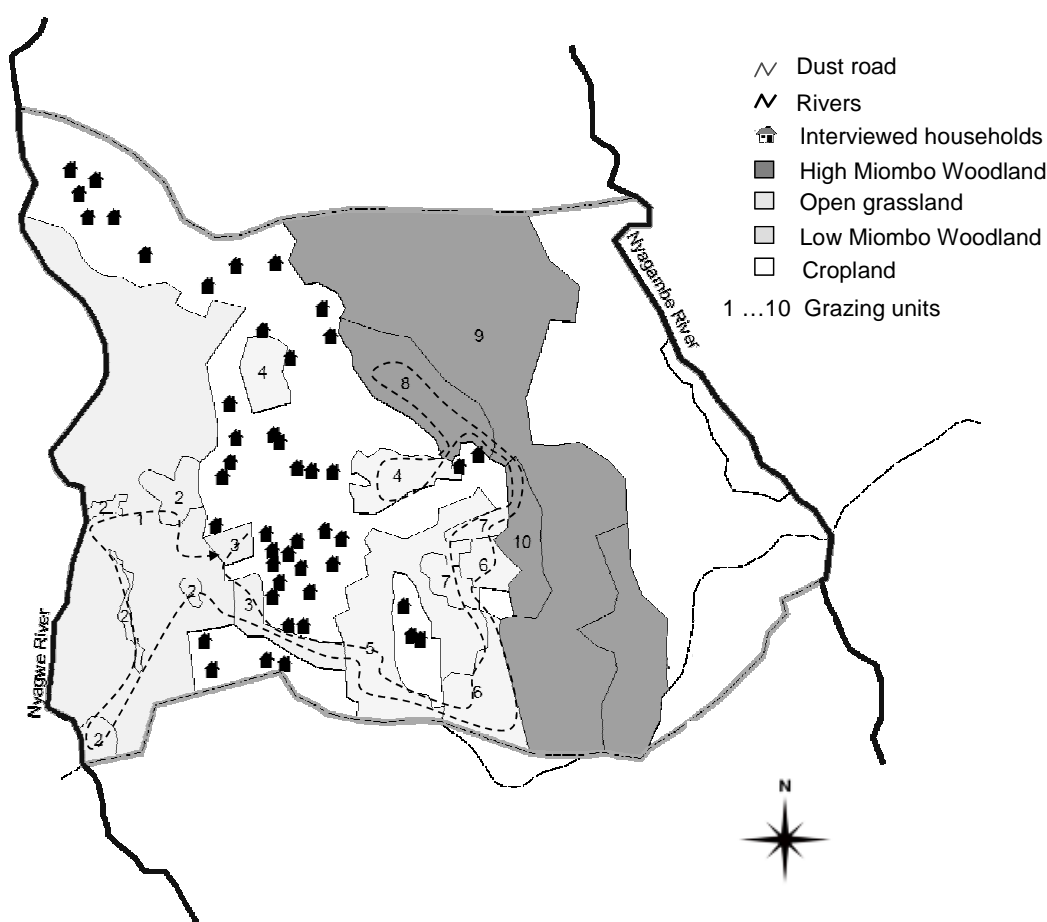 Dust road
Rivers
Interviewed households
High Miombo Woodland
Open grassland
Low Miombo Woodland
Cropland
1 ...10 Grazing units
Nyagambe River
9
8
4
4
2
2
1
7
3
10
6
7
2
3
2
5
6
Nyagwe River
2
N